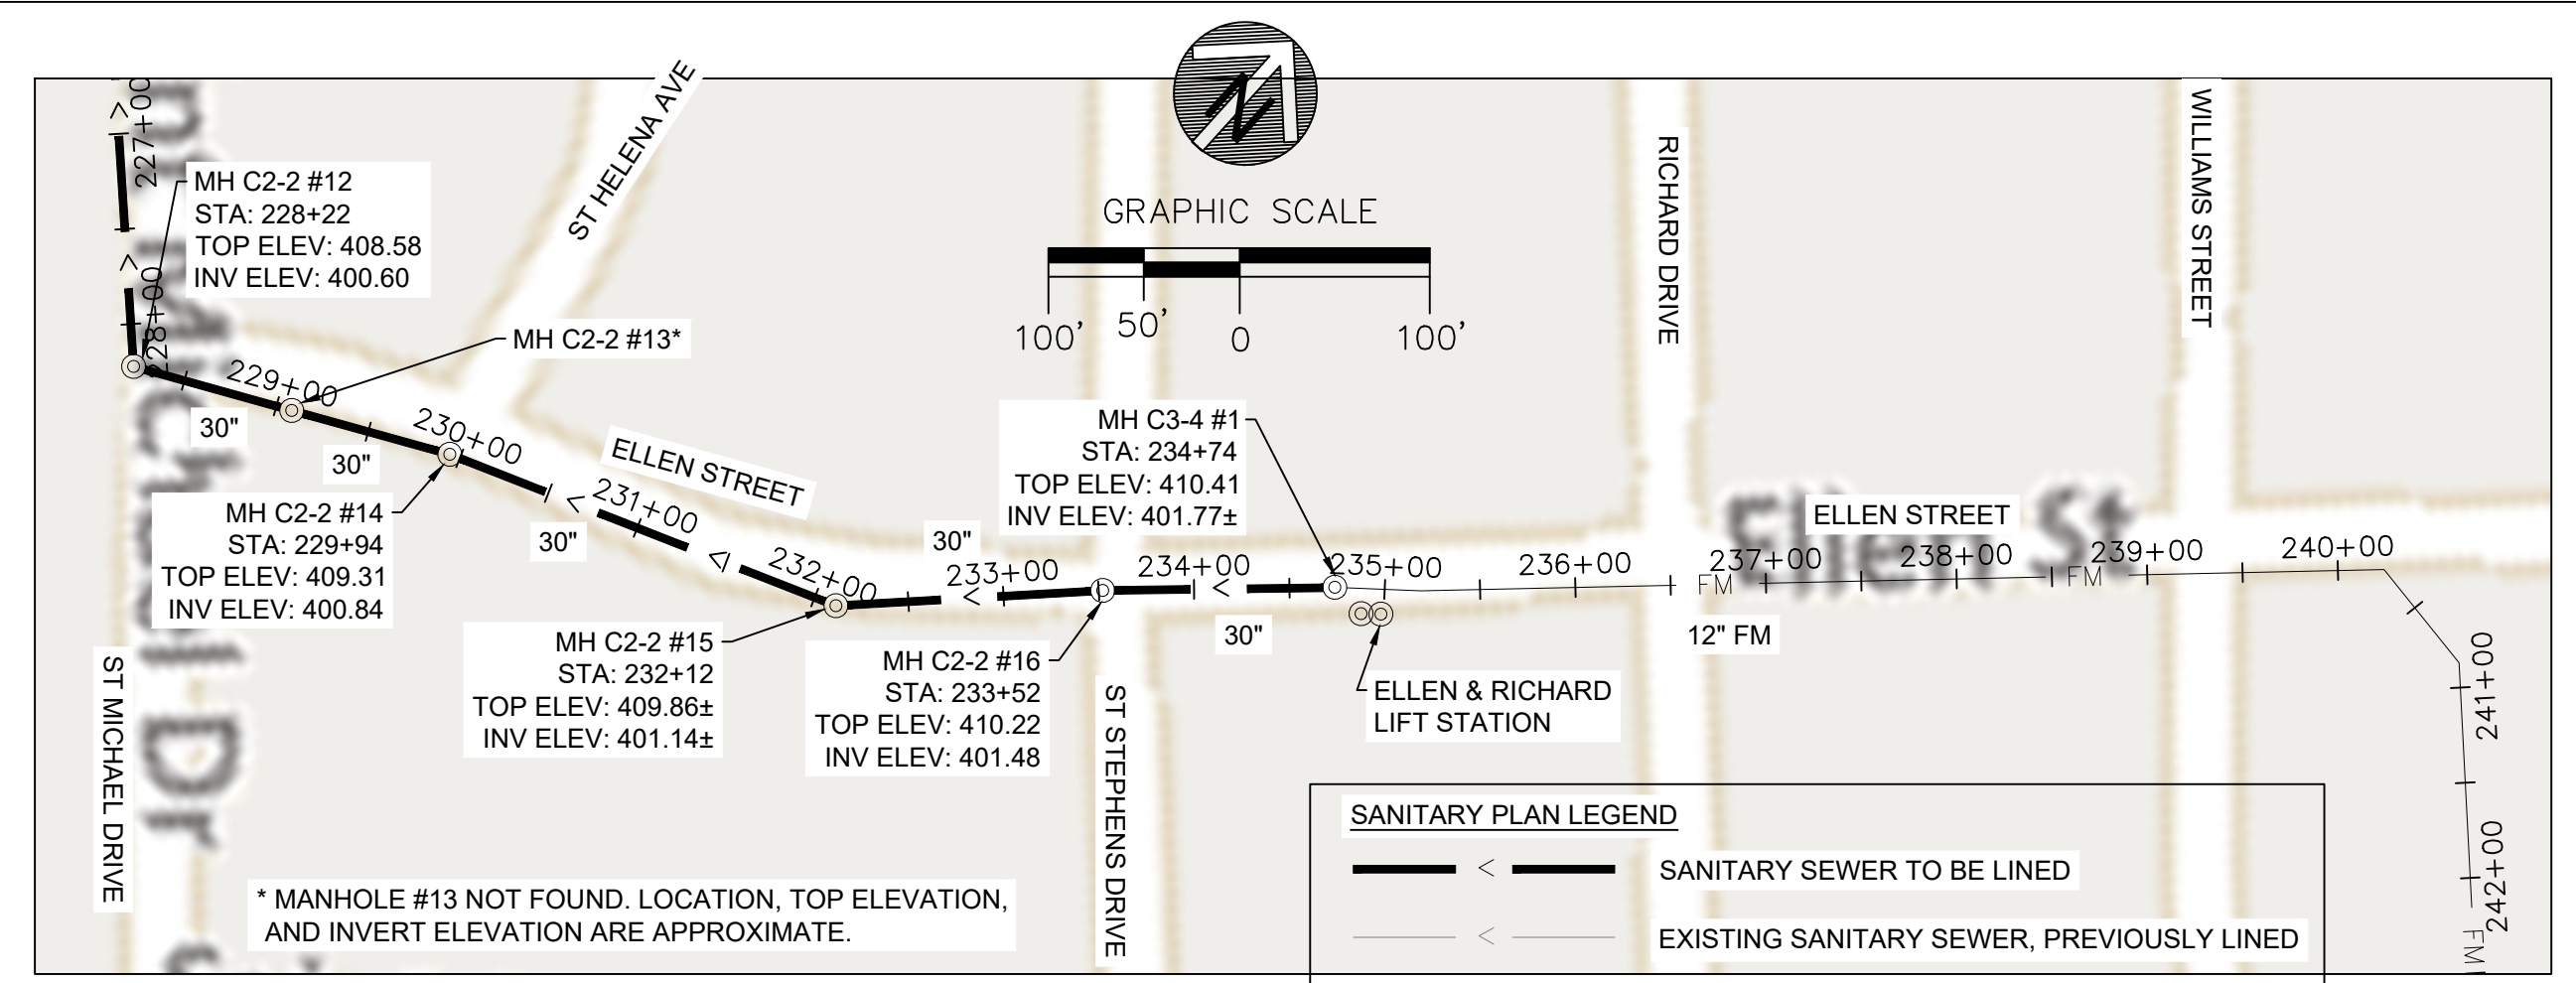 227+00
228+00
MH C2-2 #12
STA: 228+22
TOP ELEV: 408.58
INV ELEV: 400.60
ST HELENA AVE
N
GRAPHIC SCALE
100'
50'
0
100'
RICHARD DRIVE
WILLIAMS STREET
MH C2-2 #13*
229+00
30"
30"
230+00
MH C2-2 #14
STA: 229+94
TOP ELEV: 409.31
INV ELEV: 400.84
ELLEN STREET
231+00
30"
232+00
MH C2-2 #15
STA: 232+12
TOP ELEV: 409.86±
INV ELEV: 401.14±
30"
233+00
MH C2-2 #16
STA: 233+52
TOP ELEV: 410.22
INV ELEV: 401.48
MH C3-4 #1
STA: 234+74
TOP ELEV: 410.41
INV ELEV: 401.77±
234+00
30"
235+00
236+00
ELLEN & RICHARD
LIFT STATION
FM
12" FM
Ellen St
ELLEN STREET
237+00
238+00
FM
239+00
240+00
241+00
242+00
FM
ST MICHAEL DRIVE
Dr
ST STEPHENS DRIVE
* MANHOLE #13 NOT FOUND. LOCATION, TOP ELEVATION,
AND INVERT ELEVATION ARE APPROXIMATE.
SANITARY PLAN LEGEND
SANITARY SEWER TO BE LINED
EXISTING SANITARY SEWER, PREVIOUSLY LINED